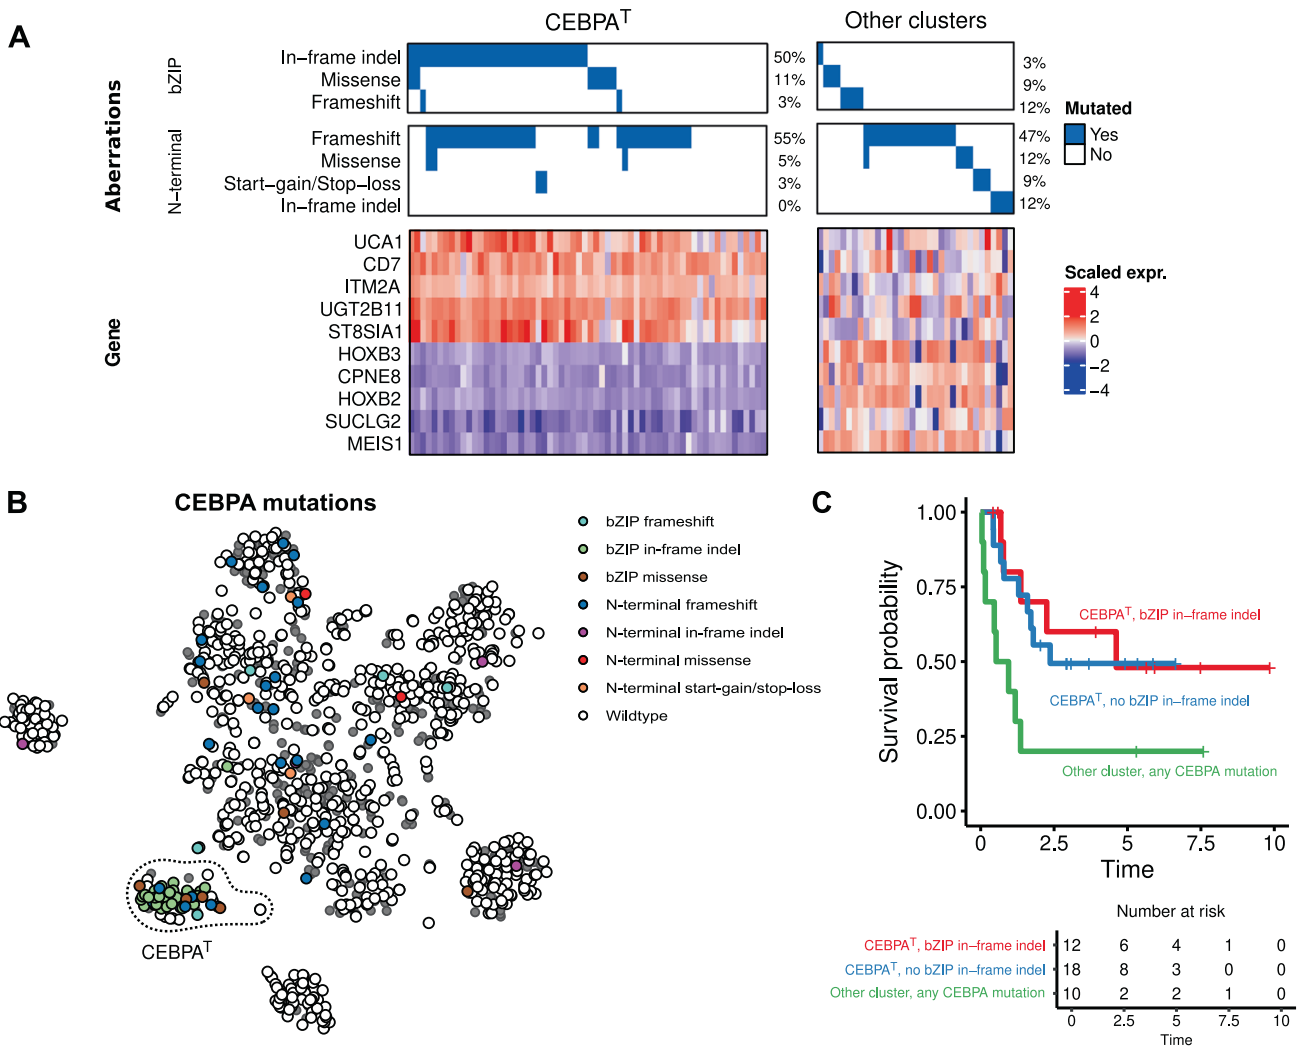 A
CEBPAᵀ
Other clusters
Aberrations
bZIP
In−frame indel
50%
3%
Missense
11%
9%
Frameshift
3%
12%
Mutated
Yes
No
N−terminal
Frameshift
55%
47%
Missense
5%
12%
Start−gain/Stop−loss
3%
9%
In−frame indel
0%
12%
Gene
UCA1
CD7
ITM2A
UGT2B11
ST8SIA1
HOXB3
CPNE8
HOXB2
SUCLG2
MEIS1
Scaled expr.
4
2
0
−2
−4
B
CEBPA mutations
bZIP frameshift
bZIP in−frame indel
bZIP missense
N−terminal frameshift
N−terminal in−frame indel
N−terminal missense
N−terminal start−gain/stop−loss
Wildtype
CEBPAᵀ
C
Survival probability
1.00
0.75
0.50
0.25
0.00
CEBPAᵀ, bZIP in−frame indel
CEBPAᵀ, no bZIP in−frame indel
Other cluster, any CEBPA mutation
0 2.5 5 7.5 10
Time
Number at risk
CEBPAᵀ, bZIP in−frame indel 12 6 4 1 0
CEBPAᵀ, no bZIP in−frame indel 18 8 3 0 0
Other cluster, any CEBPA mutation 10 2 2 1 0
0 2.5 5 7.5 10
Time